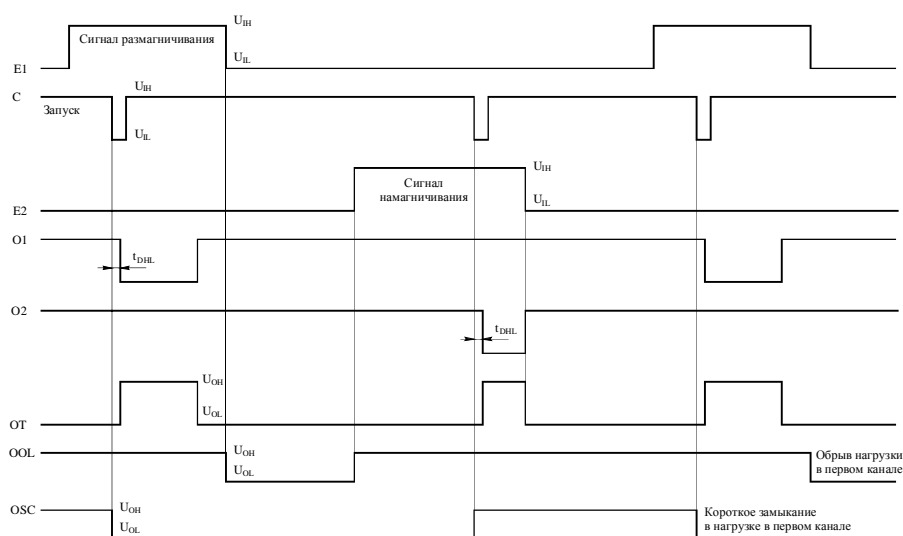 U_IH
Сигнал размагничивания
U_IL
E1
C
U_IH
Запуск
U_IL
U_IH
Сигнал
намагничивания
U_IL
E2
O1
t_DHL
O2
t_DHL
U_OH
U_OL
OT
OOL
U_OH
U_OL
Обрыв нагрузки
в первом канале
OSC
U_OH
U_OL
Короткое замыкание
в нагрузке в первом канале